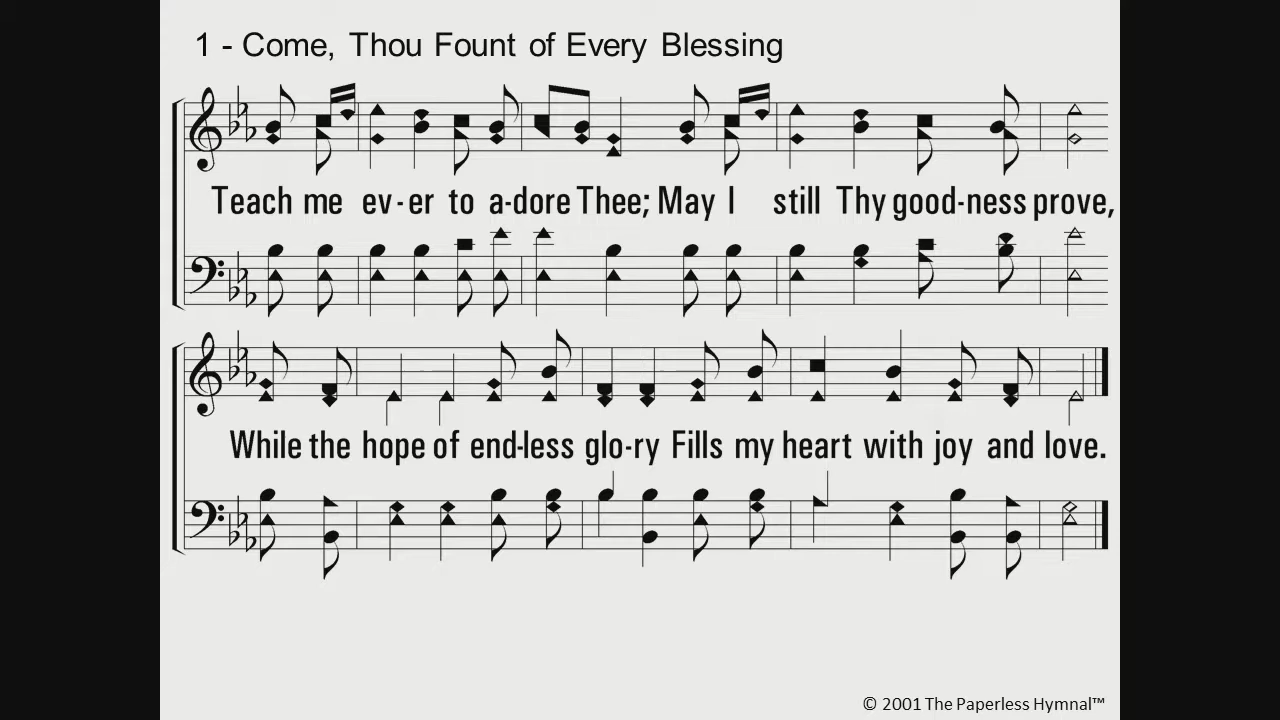 1 - Come, Thou Fount of Every Blessing
Teach me ev-er to a-dore Thee; May I still Thy good-ness prove,
While the hope of end-less glo-ry Fills my heart with joy and love.
© 2001 The Paperless Hymnal™